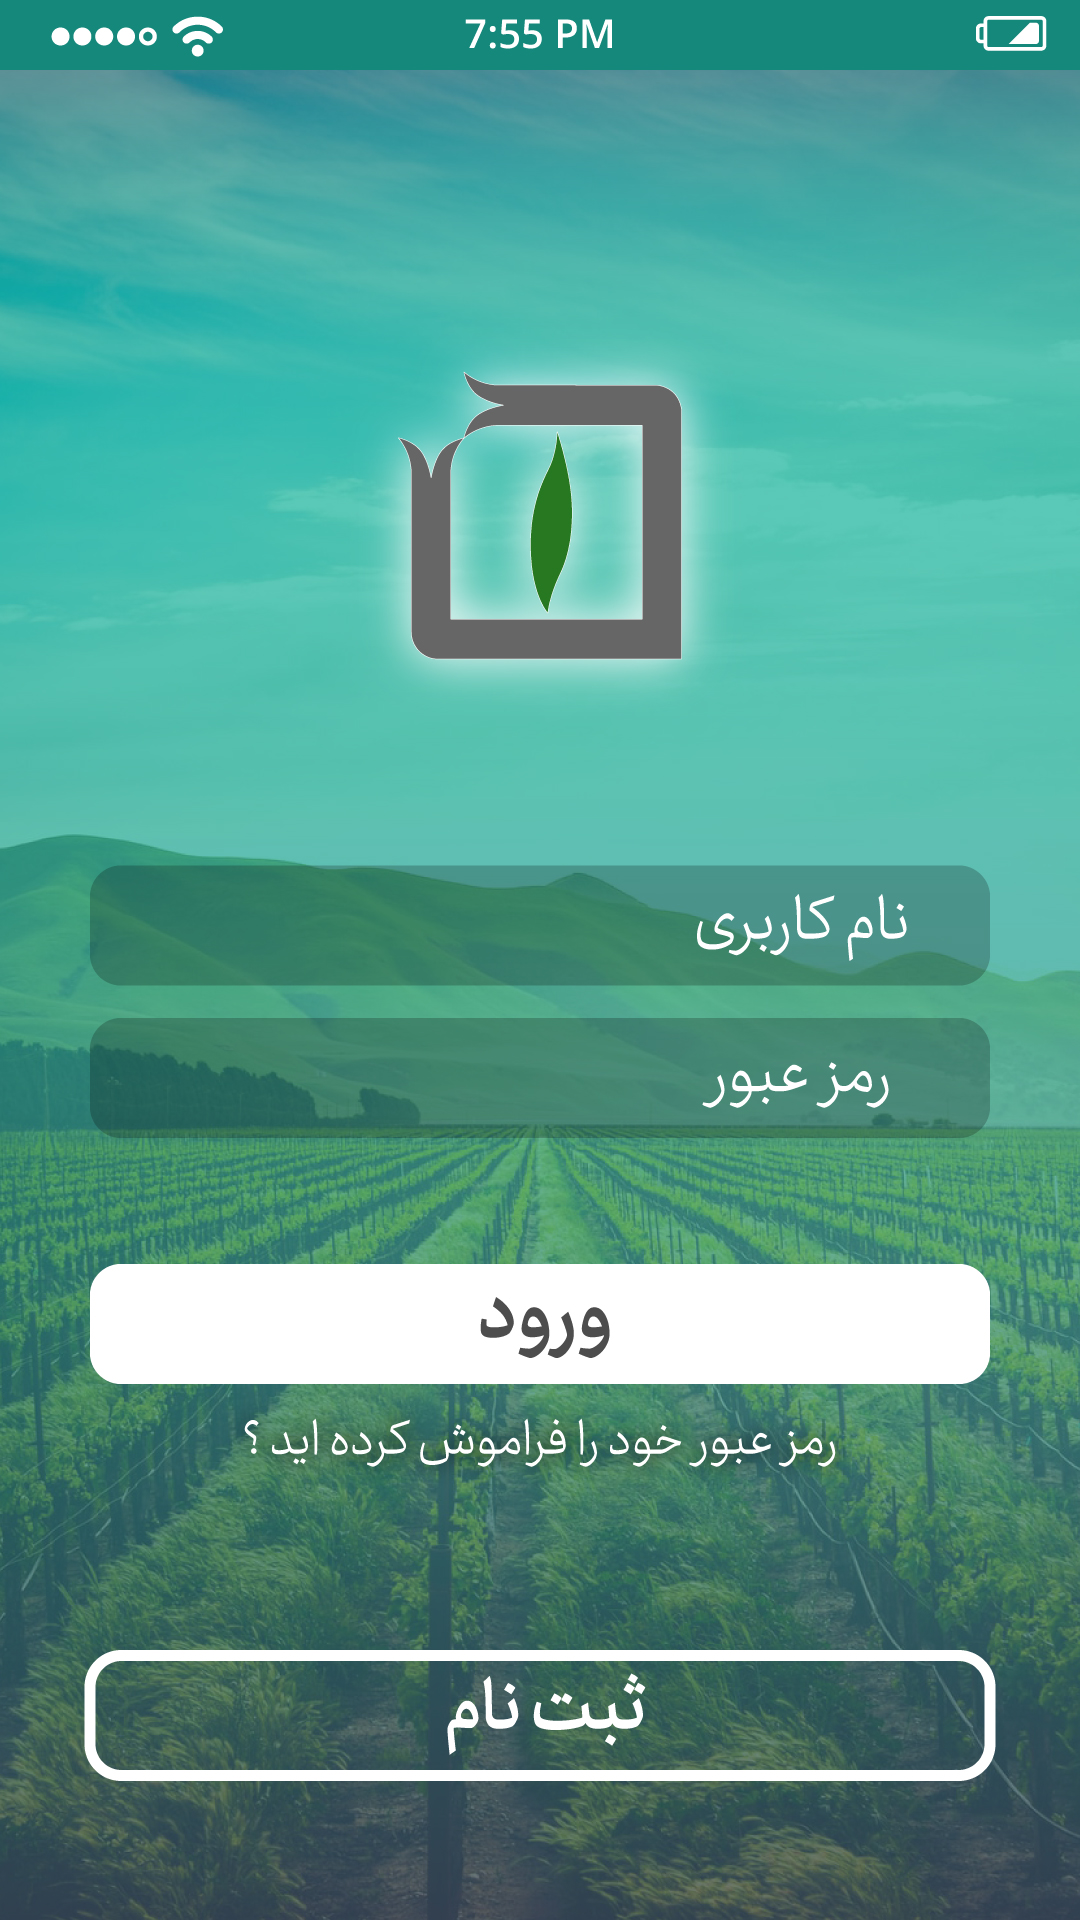 7:55 PM
نام کاربری
رمز عبور
ورود
رمز عبور خود را فراموش کرده اید ؟
ثبت نام